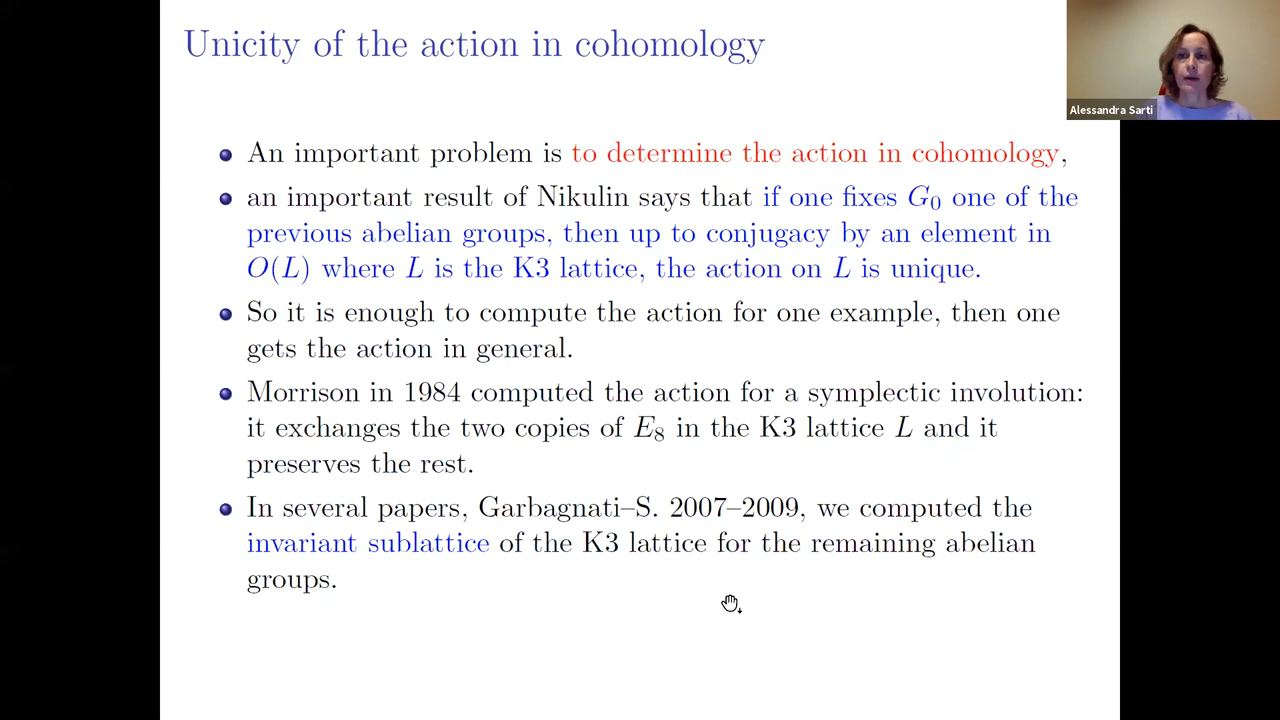 Unicity of the action in cohomology
Alessandra Sarti
An important problem is to determine the action in cohomology,
an important result of Nikulin says that if one fixes G₀ one of the
previous abelian groups, then up to conjugacy by an element in
O(L) where L is the K3 lattice, the action on L is unique.
So it is enough to compute the action for one example, then one
gets the action in general.
Morrison in 1984 computed the action for a symplectic involution:
it exchanges the two copies of E₈ in the K3 lattice L and it
preserves the rest.
In several papers, Garbagnati–S. 2007–2009, we computed the
invariant sublattice of the K3 lattice for the remaining abelian
groups.